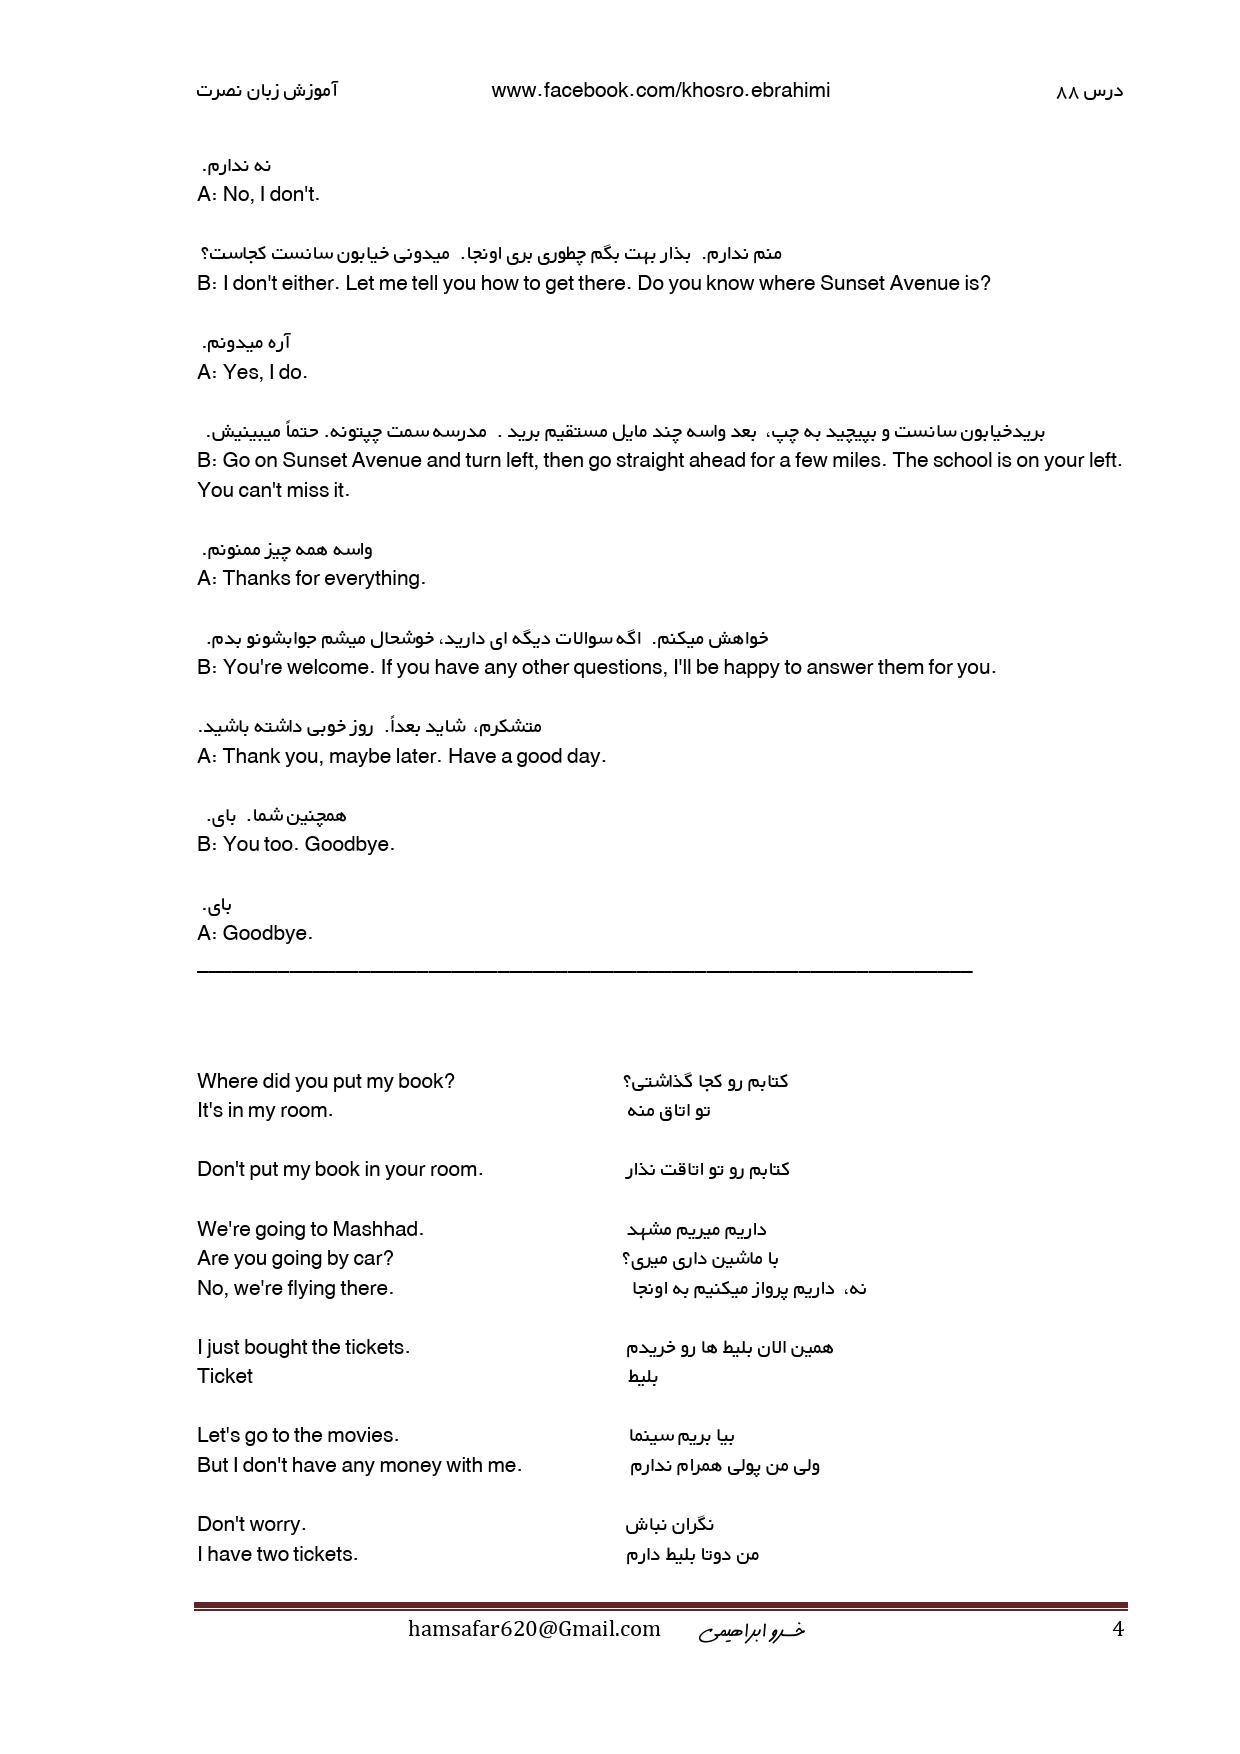 درس ۸۸ www.facebook.com/khosro.ebrahimi آموزش زبان نصرت
نه ندارم.
A: No, I don't.
منم ندارم. بذار بهت بگم چطوری بری اونجا. میدونی خیابون سانست کجاست؟
B: I don't either. Let me tell you how to get there. Do you know where Sunset Avenue is?
آره میدونم.
A: Yes, I do.
بریدخیابون سانست و بپیچید به چپ، بعد واسه چند مایل مستقیم برید . مدرسه سمت چپتونه. حتماً میبینیش.
B: Go on Sunset Avenue and turn left, then go straight ahead for a few miles. The school is on your left.
You can't miss it.
واسه همه چیز ممنونم.
A: Thanks for everything.
خواهش میکنم. اگه سوالات دیگه ای دارید، خوشحال میشم جوابشونو بدم.
B: You're welcome. If you have any other questions, I'll be happy to answer them for you.
متشکرم، شاید بعداً. روز خوبی داشته باشید.
A: Thank you, maybe later. Have a good day.
همچنین شما. بای.
B: You too. Goodbye.
بای.
A: Goodbye.
Where did you put my book? کتابم رو کجا گذاشتی؟
It's in my room. تو اتاق منه
Don't put my book in your room. کتابم رو تو اتاقت نذار
We're going to Mashhad. داریم میریم مشهد
Are you going by car? با ماشین داری میری؟
No, we're flying there. نه، داریم پرواز میکنیم به اونجا
I just bought the tickets. همین الان بلیط ها رو خریدم
Ticket بلیط
Let's go to the movies. بیا بریم سینما
But I don't have any money with me. ولی من پولی همرام ندارم
Don't worry. نگران نباش
I have two tickets. من دوتا بلیط دارم
hamsafar620@Gmail.com خسرو ابراهیمی 4